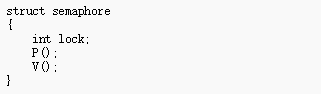 struct semaphore
{
    int lock;
    P();
    V();
}